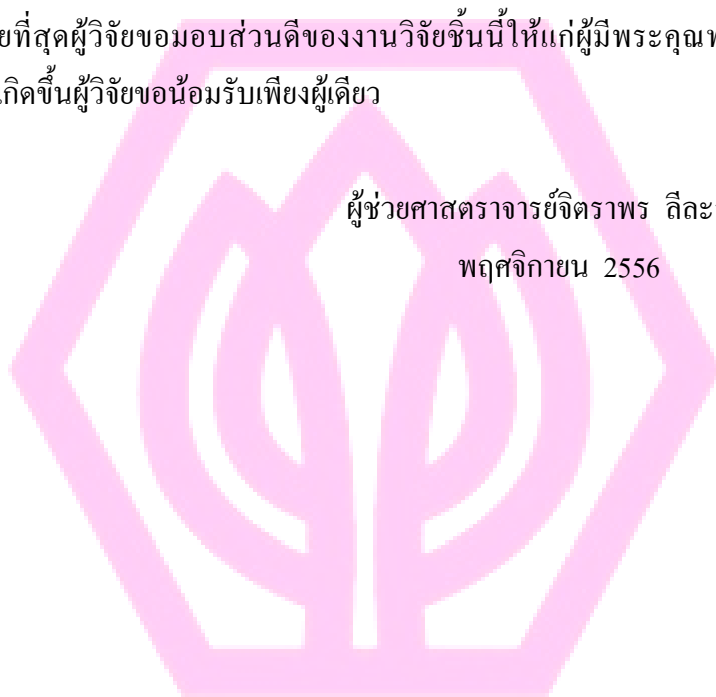 ยที่สุดผู้วิจัยขอมอบส่วนดีของงานวิจัยชิ้นนี้ให้แก่ผู้มีพระคุณ
เกิดขึ้นผู้วิจัยขอน้อมรับเพียงผู้เดียว
ผู้ช่วยศาสตราจารย์จิตราพร ลีละ
พฤศจิกายน 2556